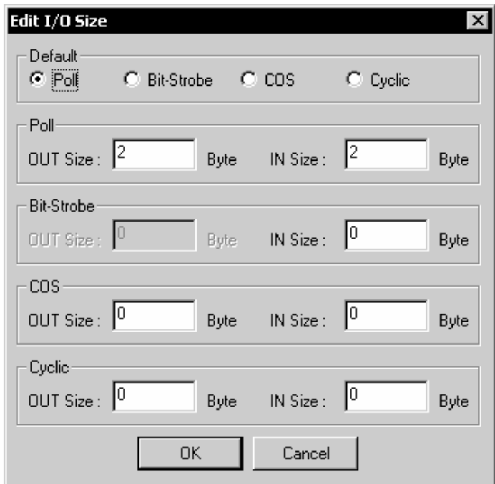 Edit I/O Size
Default
Poll Bit-Strobe COS Cyclic
Poll
OUT Size : 2 Byte IN Size : 2 Byte
Bit-Strobe
OUT Size : 0 Byte IN Size : 0 Byte
COS
OUT Size : 0 Byte IN Size : 0 Byte
Cyclic
OUT Size : 0 Byte IN Size : 0 Byte
OK Cancel